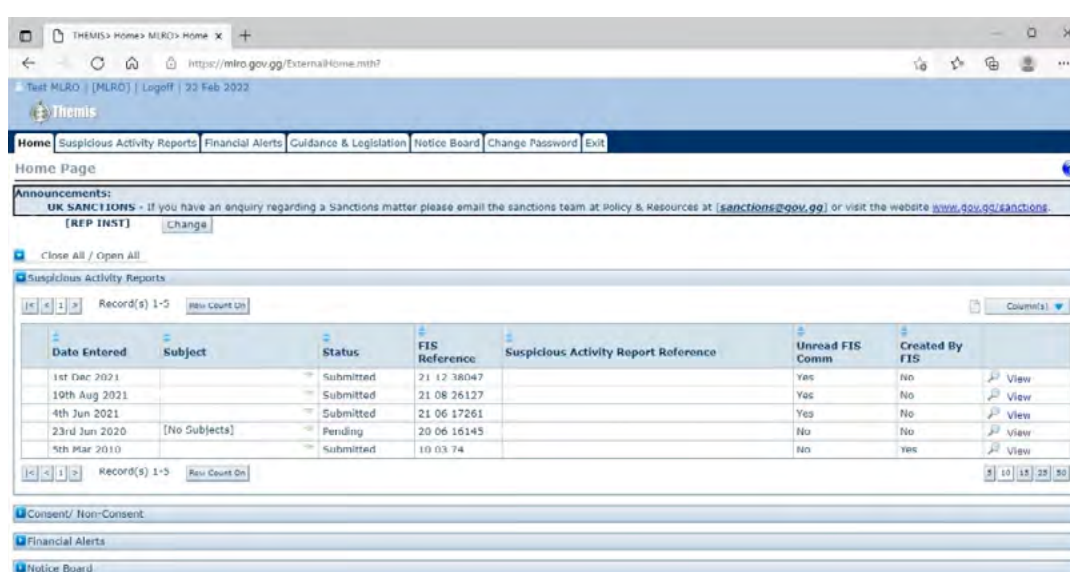 THEMIS> Home> MLRO> Home
https://mlro.gov.gg/ExternalHome.mth?
Test MLRO | [MLRO] | Logoff | 22 Feb 2022
Themis
Home Suspicious Activity Reports Financial Alerts Guidance & Legislation Notice Board Change Password Exit
Home Page
Announcements:
UK SANCTIONS - If you have an enquiry regarding a Sanctions matter please email the sanctions team at Policy & Resources at [sanctions@gov.gg] or visit the website www.gov.gg/sanctions.
[REP INST] Change
Close All / Open All
Suspicious Activity Reports
|< < 1 > Record(s) 1-5 Row Count On Column(s)
Date Entered Subject Status FIS Reference Suspicious Activity Report Reference Unread FIS Comm Created By FIS
1st Dec 2021 Submitted 21 12 38047 Yes No View
19th Aug 2021 Submitted 21 08 26127 Yes No View
4th Jun 2021 Submitted 21 06 17261 Yes No View
23rd Jun 2020 [No Subjects] Pending 20 06 16145 No No View
5th Mar 2010 Submitted 10 03 74 No Yes View
|< < 1 > Record(s) 1-5 Row Count On 5 10 15 25 50
Consent/ Non-Consent
Financial Alerts
Notice Board